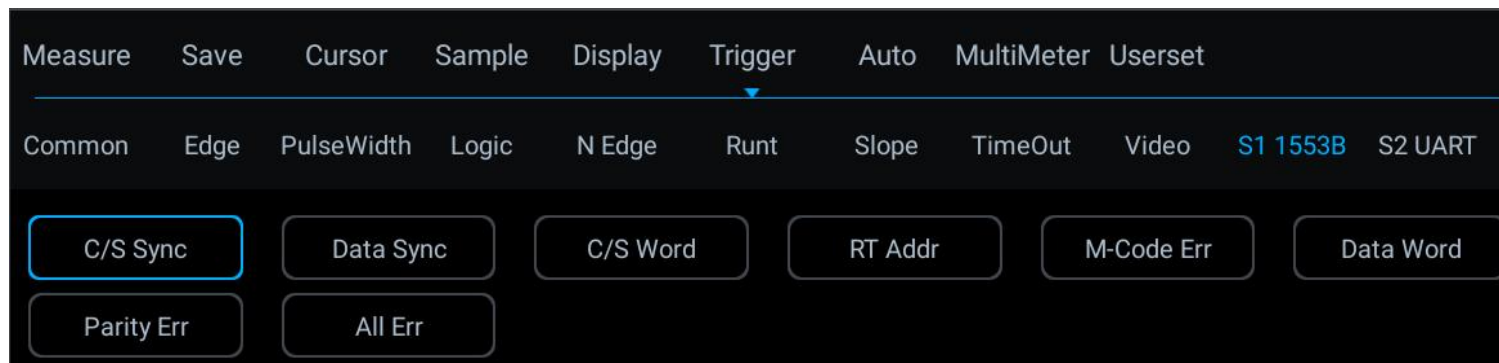 Measure Save Cursor Sample Display Trigger Auto MultiMeter Userset
Common Edge PulseWidth Logic N Edge Runt Slope TimeOut Video S1 1553B S2 UART
C/S Sync Data Sync C/S Word RT Addr M-Code Err Data Word
Parity Err All Err